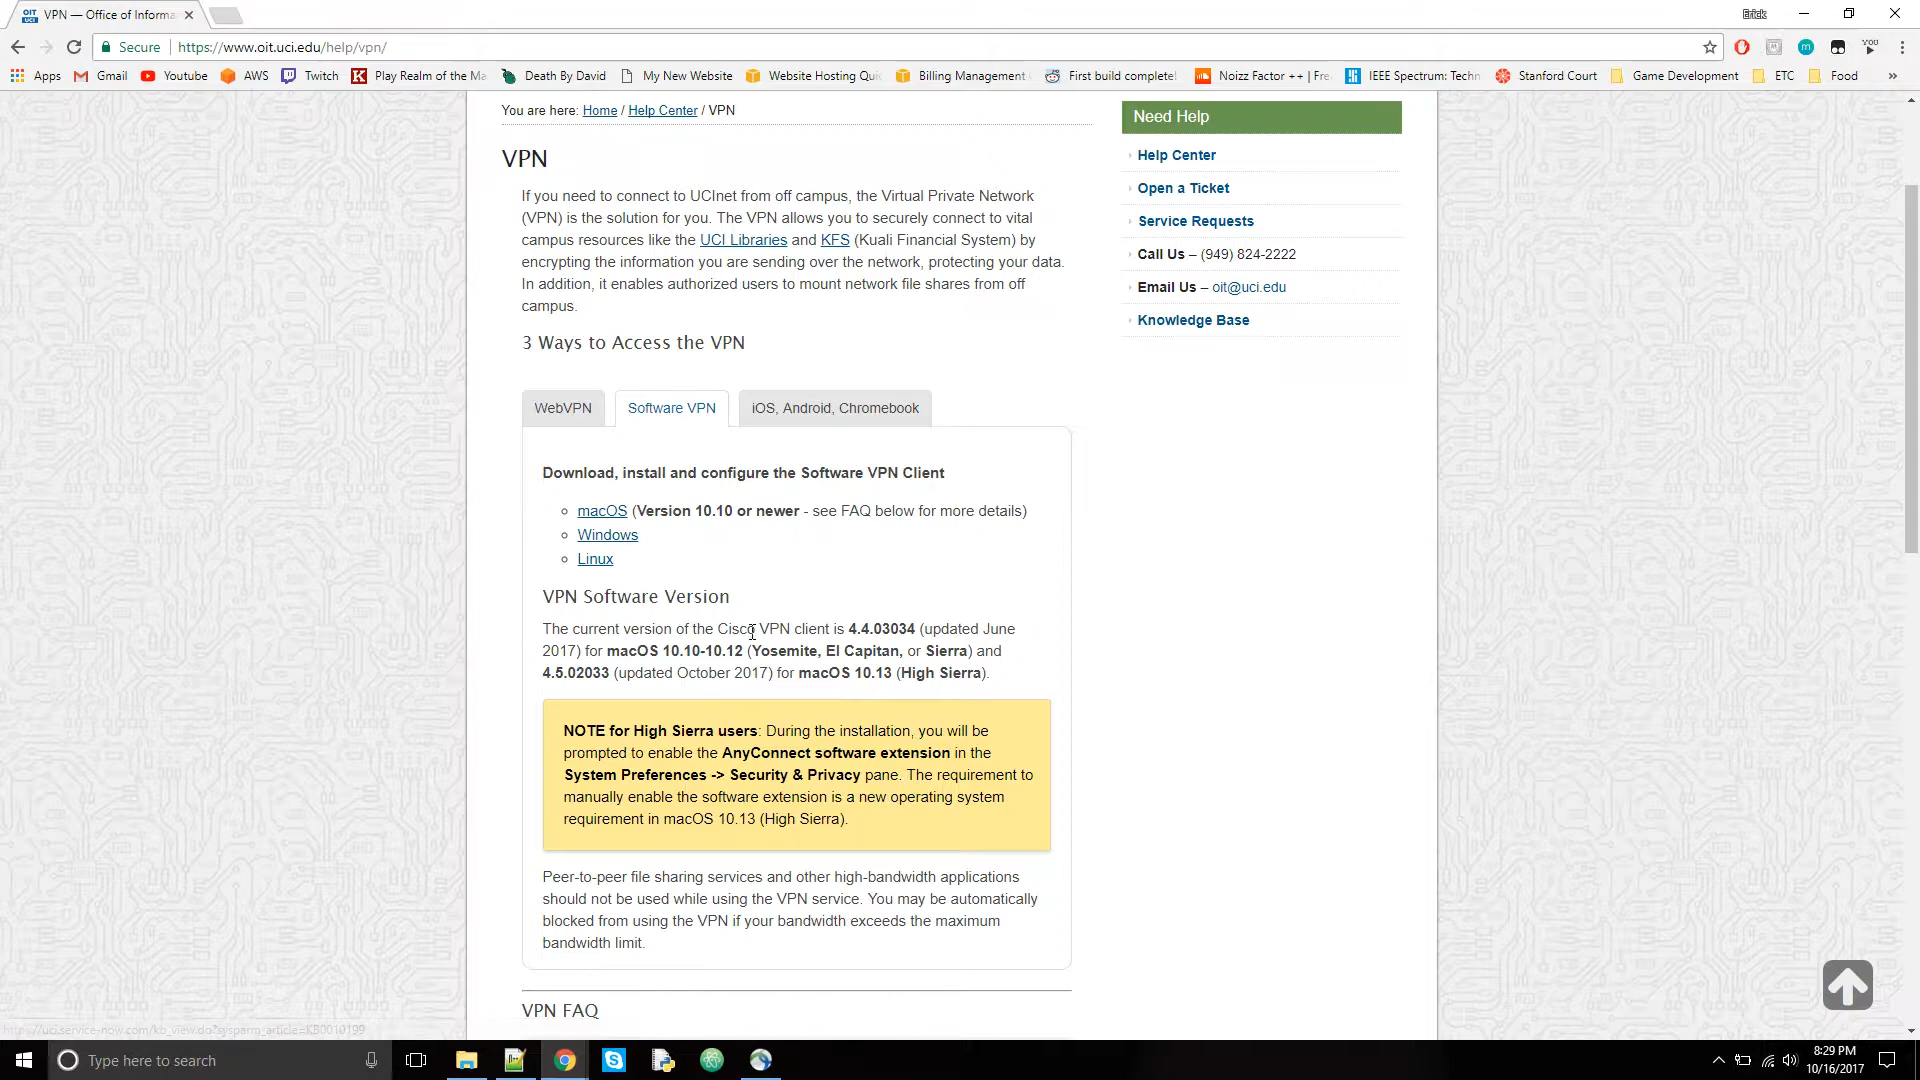 VPN — Office of Informa
Erick
Secure
https://www.oit.uci.edu/help/vpn/
Apps
Gmail
Youtube
AWS
Twitch
Play Realm of the Ma
Death By David
My New Website
Website Hosting Quo
Billing Management
First build complete!
Noizz Factor ++ | Fre
IEEE Spectrum: Techn
Stanford Court
Game Development
ETC
Food
»
You are here: Home / Help Center / VPN
VPN
If you need to connect to UCInet from off campus, the Virtual Private Network
(VPN) is the solution for you. The VPN allows you to securely connect to vital
campus resources like the UCI Libraries and KFS (Kuali Financial System) by
encrypting the information you are sending over the network, protecting your data.
In addition, it enables authorized users to mount network file shares from off
campus.
3 Ways to Access the VPN
WebVPN
Software VPN
iOS, Android, Chromebook
Download, install and configure the Software VPN Client
macOS (Version 10.10 or newer - see FAQ below for more details)
Windows
Linux
VPN Software Version
The current version of the Cisco VPN client is 4.4.03034 (updated June
2017) for macOS 10.10-10.12 (Yosemite, El Capitan, or Sierra) and
4.5.02033 (updated October 2017) for macOS 10.13 (High Sierra).
NOTE for High Sierra users: During the installation, you will be
prompted to enable the AnyConnect software extension in the
System Preferences -> Security & Privacy pane. The requirement to
manually enable the software extension is a new operating system
requirement in macOS 10.13 (High Sierra).
Peer-to-peer file sharing services and other high-bandwidth applications
should not be used while using the VPN service. You may be automatically
blocked from using the VPN if your bandwidth exceeds the maximum
bandwidth limit.
VPN FAQ
Need Help
Help Center
Open a Ticket
Service Requests
Call Us – (949) 824-2222
Email Us – oit@uci.edu
Knowledge Base
https://uci.service-now.com/kb_view.do?sysparm_article=KB0010199
Type here to search
8:29 PM
10/16/2017